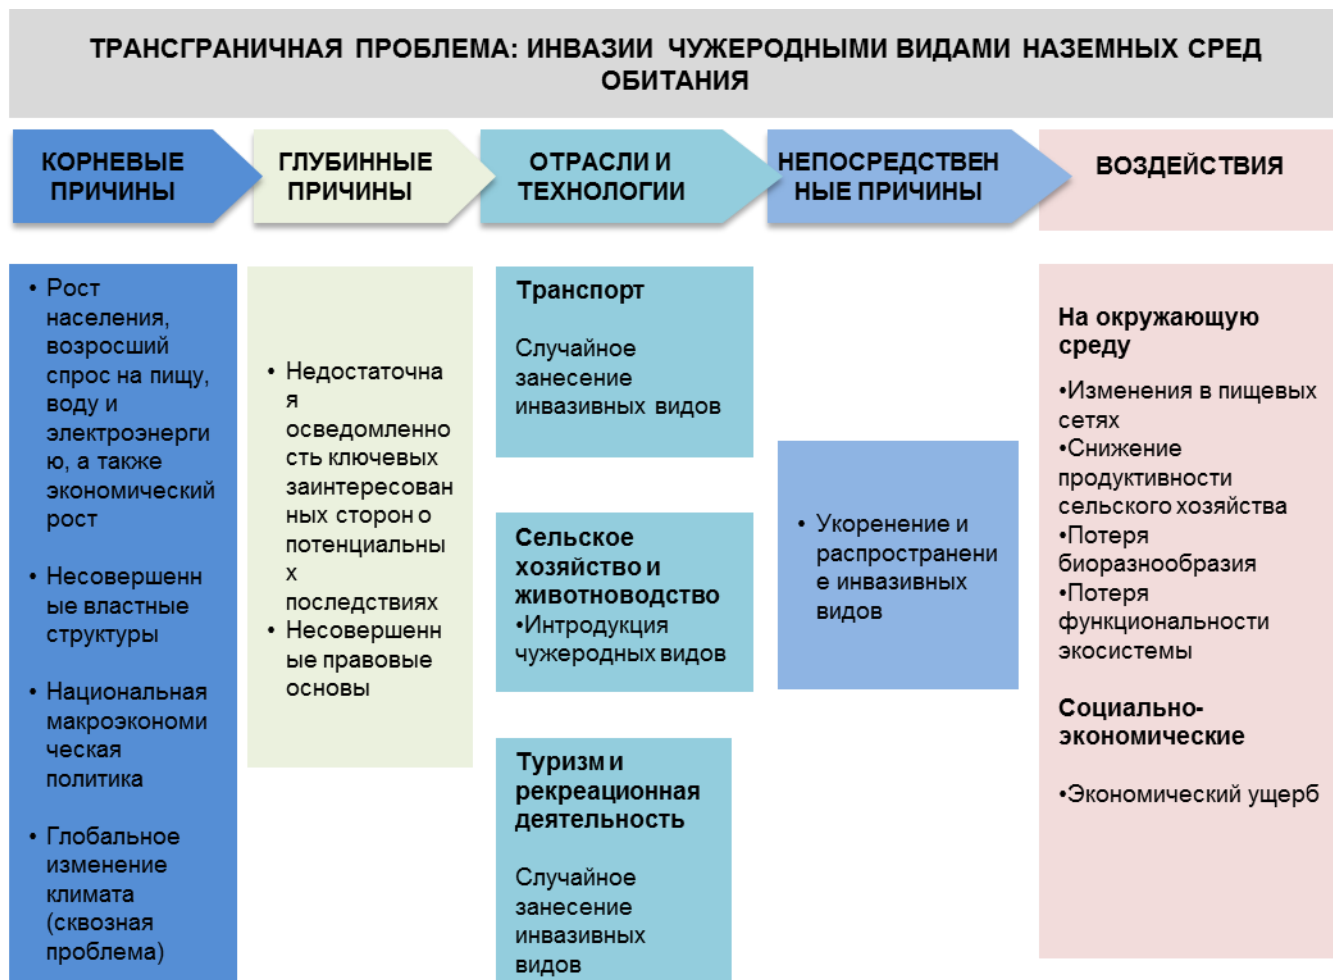 ТРАНСГРАНИЧНАЯ ПРОБЛЕМА: ИНВАЗИИ ЧУЖЕРОДНЫМИ ВИДАМИ НАЗЕМНЫХ СРЕД
ОБИТАНИЯ
КОРНЕВЫЕ
ПРИЧИНЫ
ГЛУБИННЫЕ
ПРИЧИНЫ
ОТРАСЛИ И
ТЕХНОЛОГИИ
НЕПОСРЕДСТВЕН
НЫЕ ПРИЧИНЫ
ВОЗДЕЙСТВИЯ
• Рост
населения,
возросший
спрос на пищу,
воду и
электроэнерги
ю, а также
экономический
рост
• Несовершенн
ые властные
структуры
• Национальная
макроэкономи
ческая
политика
• Глобальное
изменение
климата
(сквозная
проблема)
• Недостаточна
я
осведомленно
сть ключевых
заинтересован
ных сторон о
потенциальны
х
последствиях
• Несовершенн
ые правовые
основы
Транспорт
Случайное
занесение
инвазивных видов
Сельское
хозяйство и
животноводство
•Интродукция
чужеродных видов
Туризм и
рекреационная
деятельность
Случайное
занесение
инвазивных
видов
• Укоренение и
распространени
е инвазивных
видов
На окружающую
среду
•Изменения в пищевых
сетях
•Снижение
продуктивности
сельского хозяйства
•Потеря
биоразнообразия
•Потеря
функциональности
экосистемы
Социально-
экономические
•Экономический ущерб